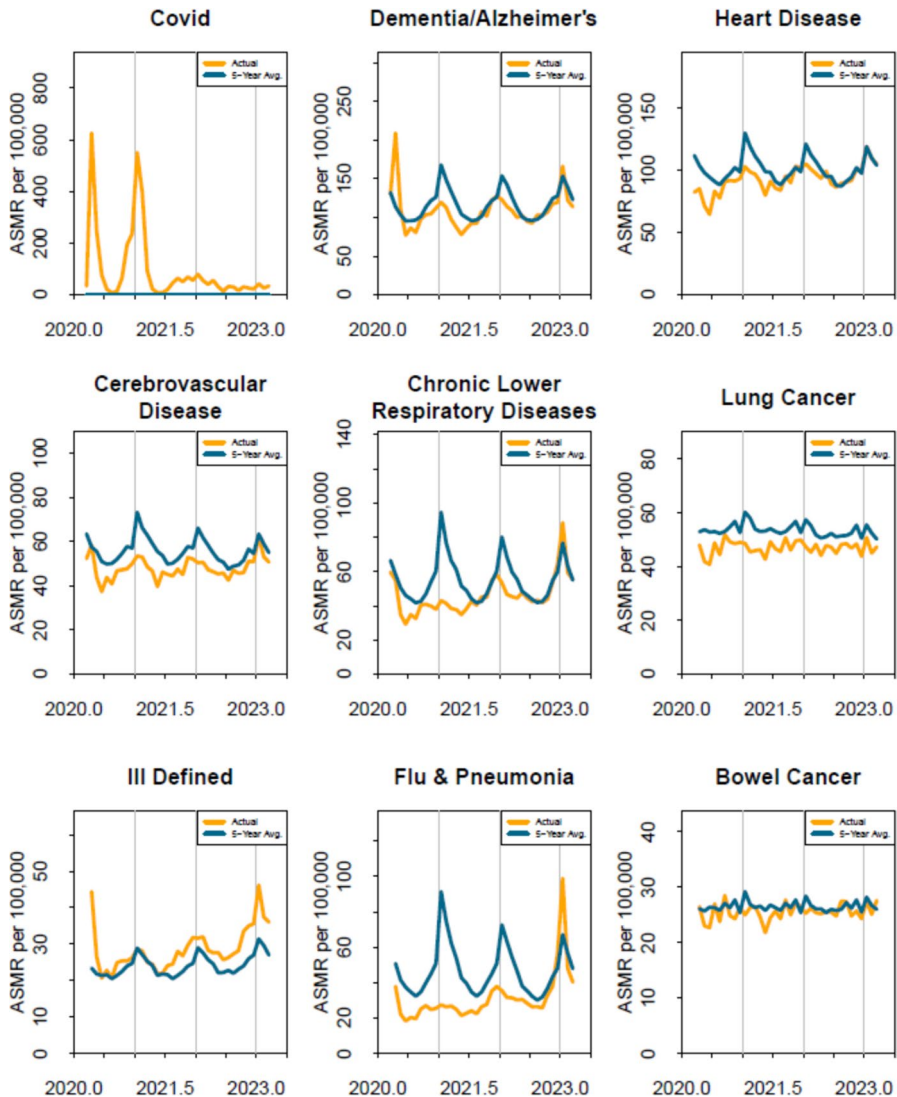 Covid
ASMR per 100,000
0 200 400 600 800
2020.0 2021.5 2023.0
Actual
5-Year Avg.
Dementia/Alzheimer's
ASMR per 100,000
0 50 150 250
2020.0 2021.5 2023.0
Actual
5-Year Avg.
Heart Disease
ASMR per 100,000
0 50 100 150
2020.0 2021.5 2023.0
Actual
5-Year Avg.
Cerebrovascular
Disease
ASMR per 100,000
0 20 40 60 80 100
2020.0 2021.5 2023.0
Actual
5-Year Avg.
Chronic Lower
Respiratory Diseases
ASMR per 100,000
0 20 60 100 140
2020.0 2021.5 2023.0
Actual
5-Year Avg.
Lung Cancer
ASMR per 100,000
0 20 40 60 80
2020.0 2021.5 2023.0
Actual
5-Year Avg.
Ill Defined
ASMR per 100,000
0 10 30 50
2020.0 2021.5 2023.0
Actual
5-Year Avg.
Flu & Pneumonia
ASMR per 100,000
0 20 60 100
2020.0 2021.5 2023.0
Actual
5-Year Avg.
Bowel Cancer
ASMR per 100,000
0 10 20 30 40
2020.0 2021.5 2023.0
Actual
5-Year Avg.